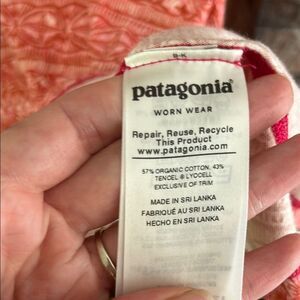 patagonia®
WORN WEAR
Repair, Reuse, Recycle
This Product
www.patagonia.com
57% ORGANIC COTTON, 43%
TENCEL® LYOCELL
EXCLUSIVE OF TRIM
MADE IN SRI LANKA
FABRIQUÉ AU SRI LANKA
HECHO EN SRI LANKA